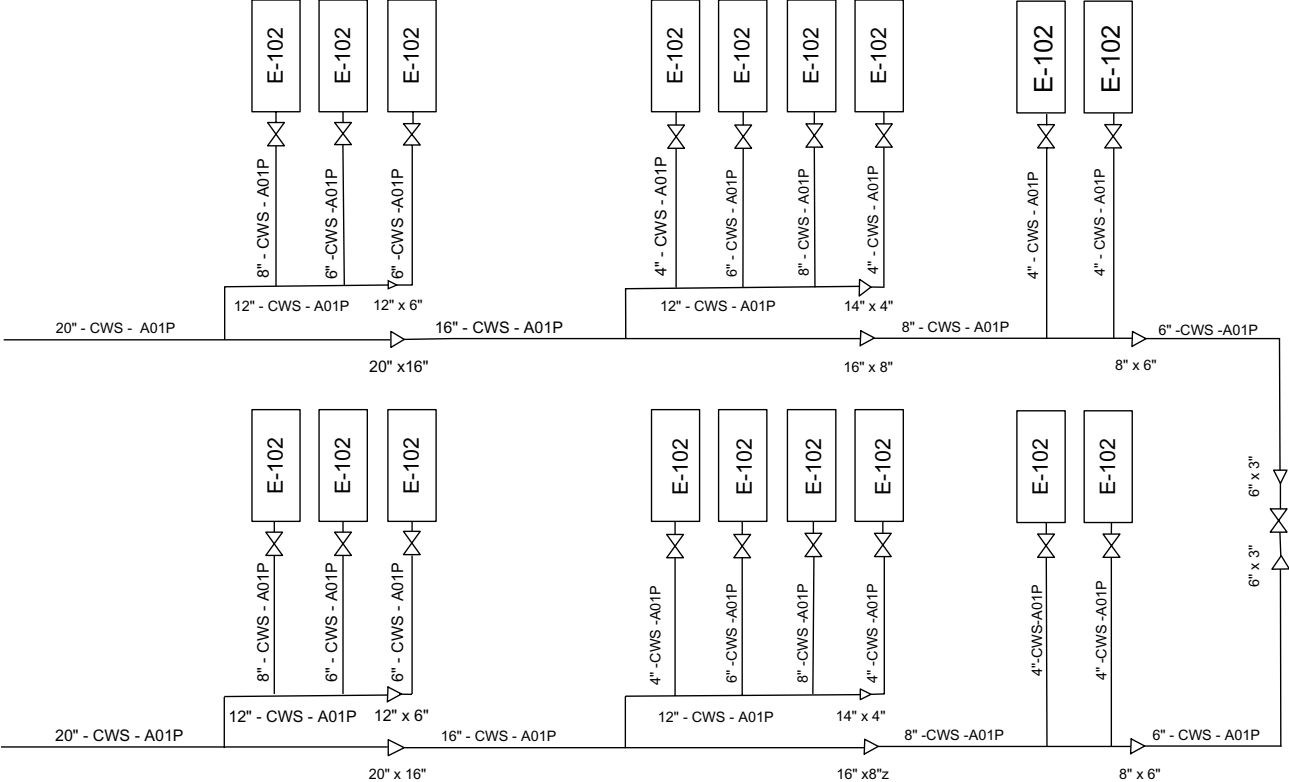 E-102
E-102
E-102
E-102
E-102
E-102
E-102
E-102
E-102
8" - CWS - A01P
6" -CWS - A01P
6" -CWS -A01P
4" - CWS - A01P
6" - CWS - A01P
8" - CWS - A01P
4" - CWS - A01P
4" - CWS - A01P
4" - CWS - A01P
12" - CWS - A01P
12" x 6"
12" - CWS - A01P
14" x 4"
20" - CWS - A01P
16" - CWS - A01P
8" - CWS - A01P
6" -CWS -A01P
20" x16"
16" x 8"
8" x 6"
6" x 3"
6" x 3"
E-102
E-102
E-102
E-102
E-102
E-102
E-102
E-102
E-102
8" - CWS - A01P
6" - CWS - A01P
6" - CWS - A01P
4" -CWS -A01P
6" -CWS -A01P
8" -CWS -A01P
4" -CWS -A01P
4"-CWS-A01P
4" -CWS -A01P
12" - CWS - A01P
12" x 6"
12" - CWS - A01P
14" x 4"
20" - CWS - A01P
16" - CWS - A01P
8" -CWS -A01P
6" - CWS - A01P
20" x 16"
16" x8"z
8" x 6"